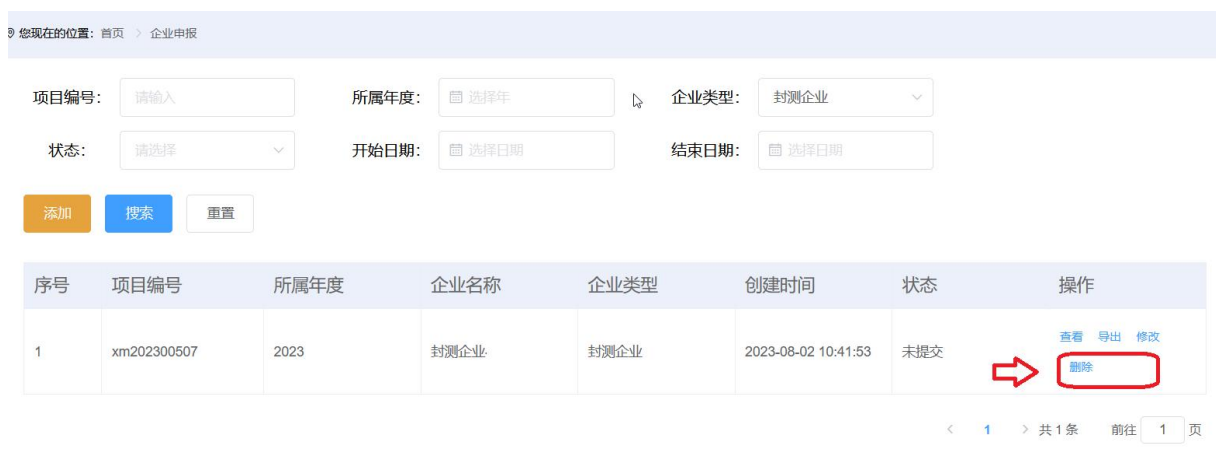 您现在的位置: 首页 > 企业申报
项目编号: 请输入 所属年度: 选择年 企业类型: 封测企业
状态: 请选择 开始日期: 选择日期 结束日期: 选择日期
添加 搜索 重置
序号 项目编号 所属年度 企业名称 企业类型 创建时间 状态 操作
1 xm202300507 2023 封测企业 封测企业 2023-08-02 10:41:53 未提交 查看 导出 修改
删除
< 1 > 共 1 条 前往 1 页